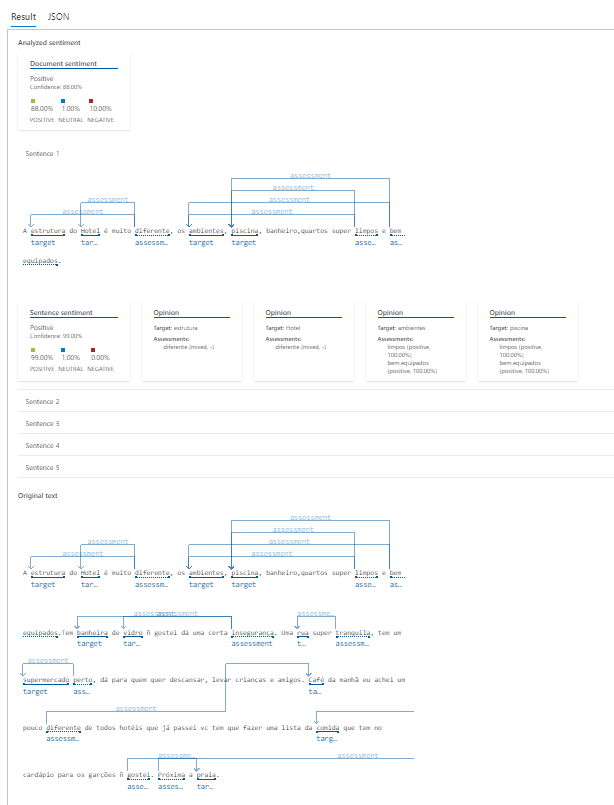 Result JSON
Analyzed sentiment
Document sentiment
Positive
Confidence: 88.00%
88.00% 1.00% 10.00%
POSITIVE NEUTRAL NEGATIVE
Sentence 1
assessment
assessment
assessment assessment
assessment assessment
A estrutura do Hotel é muito diferente, os ambientes, piscina, banheiro,quartos super limpos e bem
target tar... assessm... target target asse... as...
equipados.
Sentence sentiment
Positive
Confidence: 99.00%
99.00% 1.00% 0.00%
POSITIVE NEUTRAL NEGATIVE
Opinion
Target: estrutura
Assessments:
diferente (mixed, -)
Opinion
Target: Hotel
Assessments:
diferente (mixed, -)
Opinion
Target: ambientes
Assessments:
limpos (positive,
100.00%)
bem equipados
(positive, 100.00%)
Opinion
Target: piscina
Assessments:
limpos (positive,
100.00%)
bem equipados
(positive, 100.00%)
Sentence 2
Sentence 3
Sentence 4
Sentence 5
Original text
assessment
assessment
assessment assessment
assessment assessment
A estrutura do Hotel é muito diferente, os ambientes, piscina, banheiro,quartos super limpos e bem
target tar... assessm... target target asse... as...
assessment assessment assessme...
equipados.Tem banheira de vidro ñ gostei dá uma certa insegurança. Uma rua super tranquila, tem um
target tar... assessment t... assessm...
assessment
supermercado perto, dá para quem quer descansar, levar crianças e amigos. Café da manhã eu achei um
target ass... ta...
assessment
pouco diferente de todos hotéis que já passei vc tem que fazer uma lista da comida que tem no
assessm... targ...
assessme... assessment
cardápio para os garções ñ gostei. Próxima a praia.
asse... asses... tar...